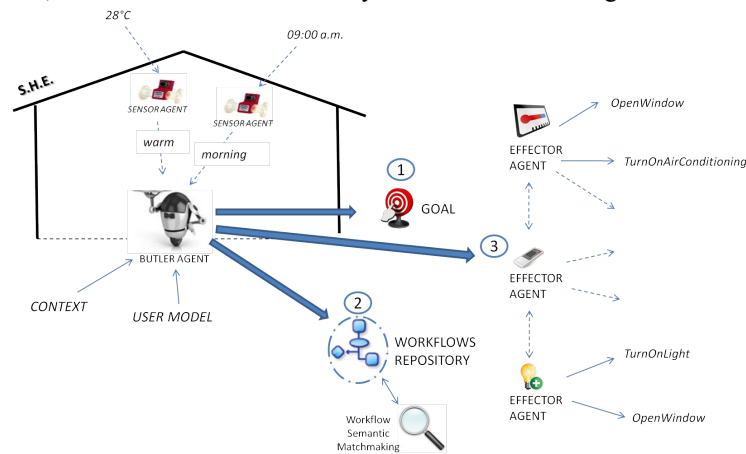 28°C
09:00 a.m.
S.H.E.
SENSOR AGENT
SENSOR AGENT
warm
morning
BUTLER AGENT
CONTEXT
USER MODEL
1
GOAL
2
WORKFLOWS
REPOSITORY
Workflow
Semantic
Matchmaking
3
EFFECTOR
AGENT
OpenWindow
TurnOnAirConditioning
EFFECTOR
AGENT
EFFECTOR
AGENT
TurnOnLight
OpenWindow